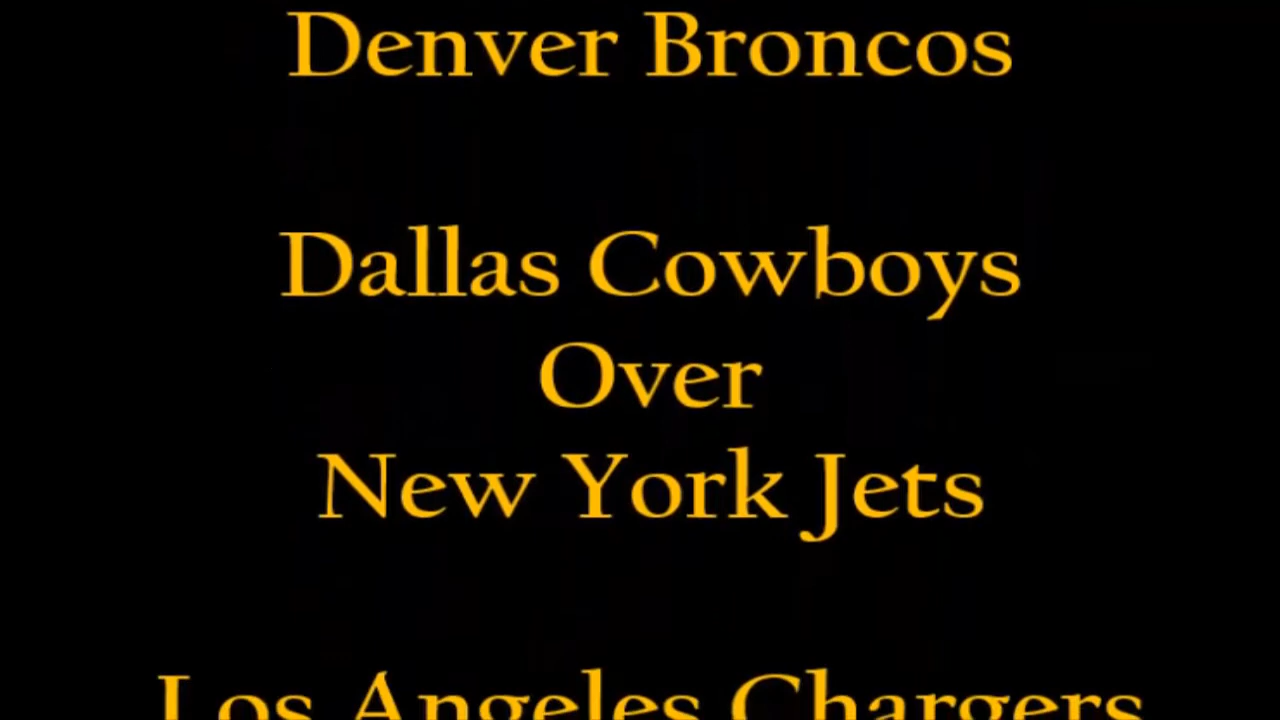 Denver Broncos
Dallas Cowboys
Over
New York Jets
Los Angeles Chargers